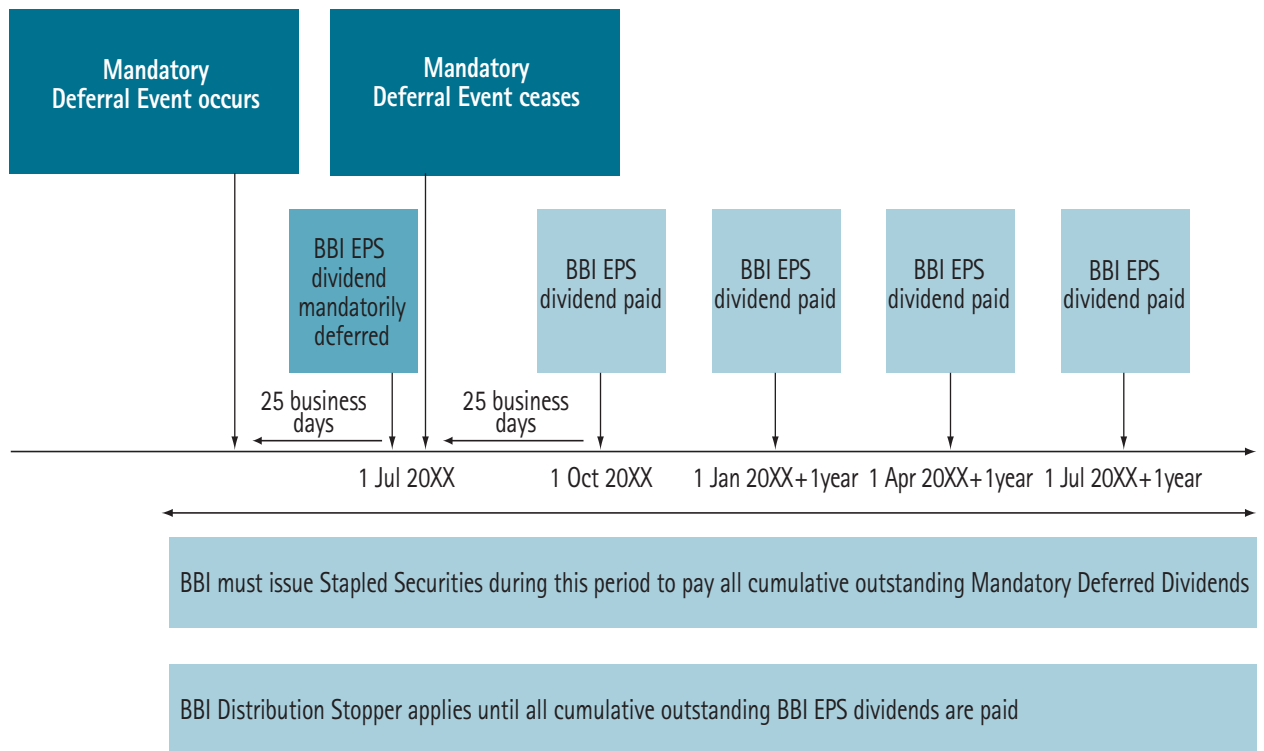 Mandatory
Deferral Event occurs
Mandatory
Deferral Event ceases
BBI EPS
dividend
mandatorily
deferred
BBI EPS
dividend paid
BBI EPS
dividend paid
BBI EPS
dividend paid
BBI EPS
dividend paid
25 business
days
25 business
days
1 Jul 20XX
1 Oct 20XX
1 Jan 20XX+1year
1 Apr 20XX+1year
1 Jul 20XX+1year
BBI must issue Stapled Securities during this period to pay all cumulative outstanding Mandatory Deferred Dividends
BBI Distribution Stopper applies until all cumulative outstanding BBI EPS dividends are paid